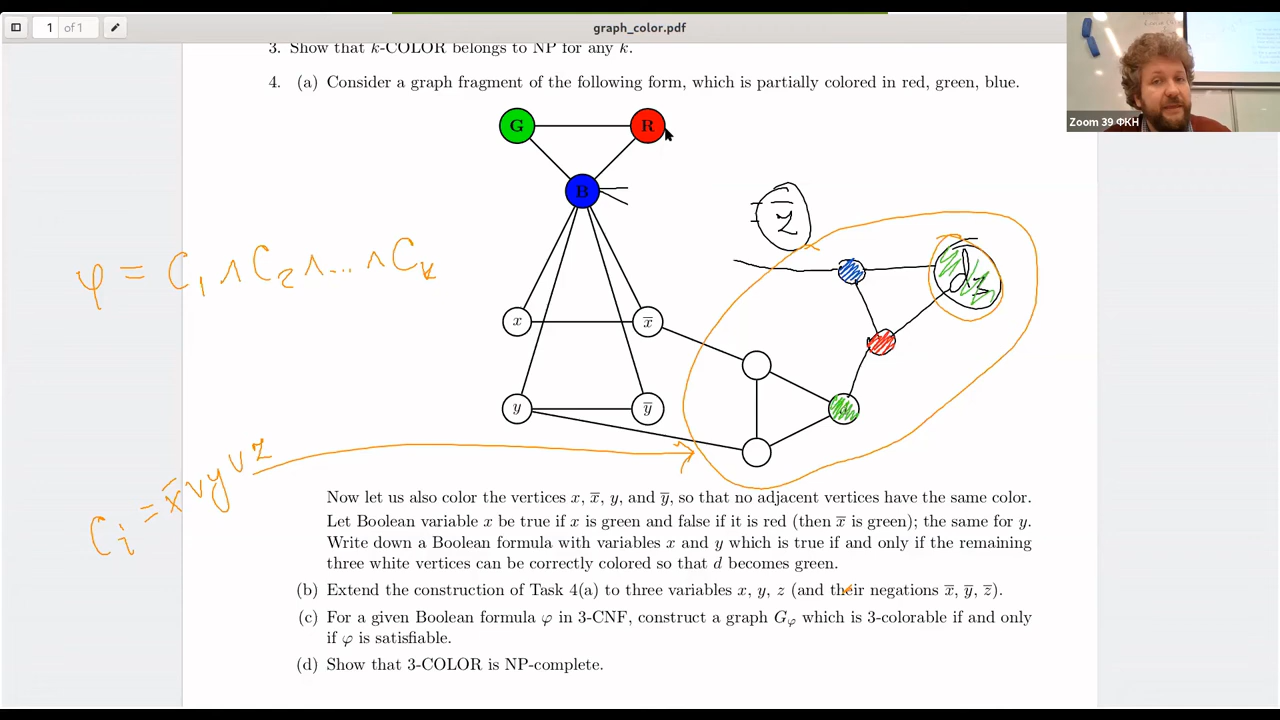 1 of 1
graph_color.pdf
3. Show that k-COLOR belongs to NP for any k.
4. (a) Consider a graph fragment of the following form, which is partially colored in red, green, blue.
Zoom 39 ФКН
G R
B
z̅
φ = C₁ ∧ C₂ ∧ ... ∧ Cₖ
x x̅
y y̅
Cᵢ = x̅ ∨ y ∨ z
Now let us also color the vertices x, x̅, y, and y̅, so that no adjacent vertices have the same color.
Let Boolean variable x be true if x is green and false if it is red (then x̅ is green); the same for y.
Write down a Boolean formula with variables x and y which is true if and only if the remaining
three white vertices can be correctly colored so that d becomes green.
(b) Extend the construction of Task 4(a) to three variables x, y, z (and their negations x̅, y̅, z̅).
(c) For a given Boolean formula φ in 3-CNF, construct a graph Gφ which is 3-colorable if and only
if φ is satisfiable.
(d) Show that 3-COLOR is NP-complete.